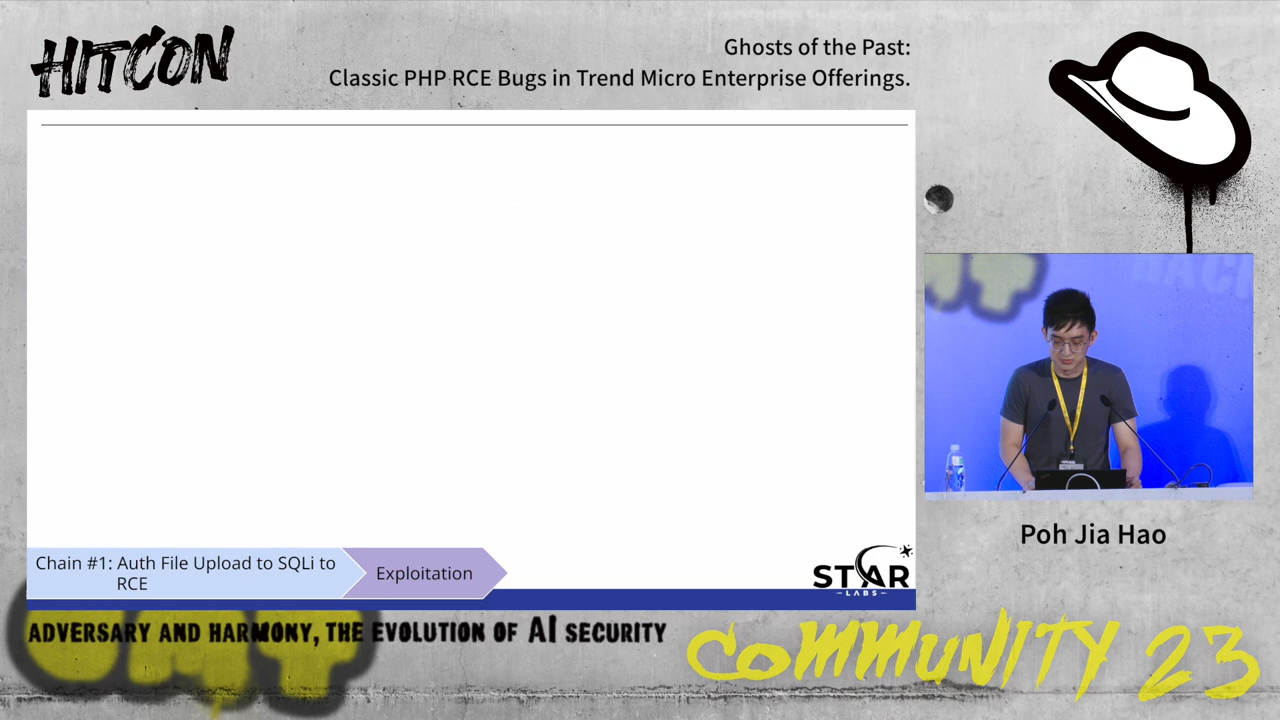 HITCON
Ghosts of the Past:
Classic PHP RCE Bugs in Trend Micro Enterprise Offerings.
Chain #1: Auth File Upload to SQLi to
RCE
Exploitation
STAR
LABS
Poh Jia Hao
ADVERSARY AND HARMONY, THE EVOLUTION OF AI SECURITY
COMMUNITY 23